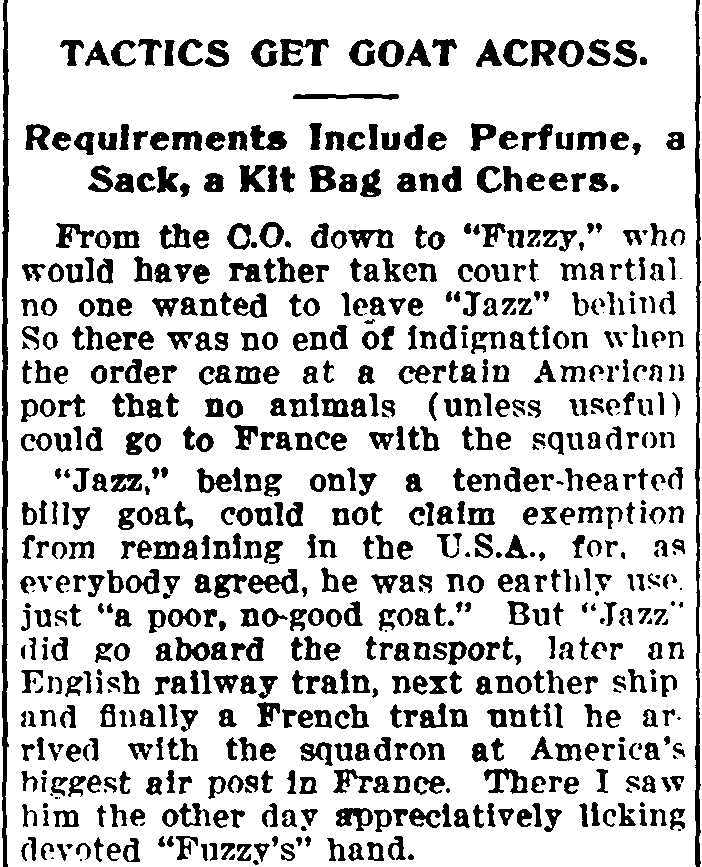 TACTICS GET GOAT ACROSS.
Requirements Include Perfume, a
Sack, a Kit Bag and Cheers.
From the C.O. down to "Fuzzy," who
would have rather taken court martial
no one wanted to leave "Jazz" behind
So there was no end of indignation when
the order came at a certain American
port that no animals (unless useful)
could go to France with the squadron
"Jazz," being only a tender-hearted
billy goat, could not claim exemption
from remaining in the U.S.A., for, as
everybody agreed, he was no earthly use,
just "a poor, no-good goat." But "Jazz"
did go aboard the transport, later an
English railway train, next another ship
and finally a French train until he ar-
rived with the squadron at America's
biggest air post in France. There I saw
him the other day appreciatively licking
devoted "Fuzzy's" hand.